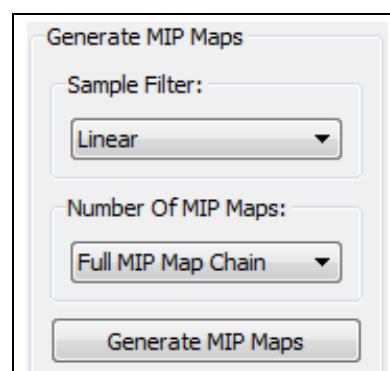 Generate MIP Maps
Sample Filter:
Linear
Number Of MIP Maps:
Full MIP Map Chain
Generate MIP Maps